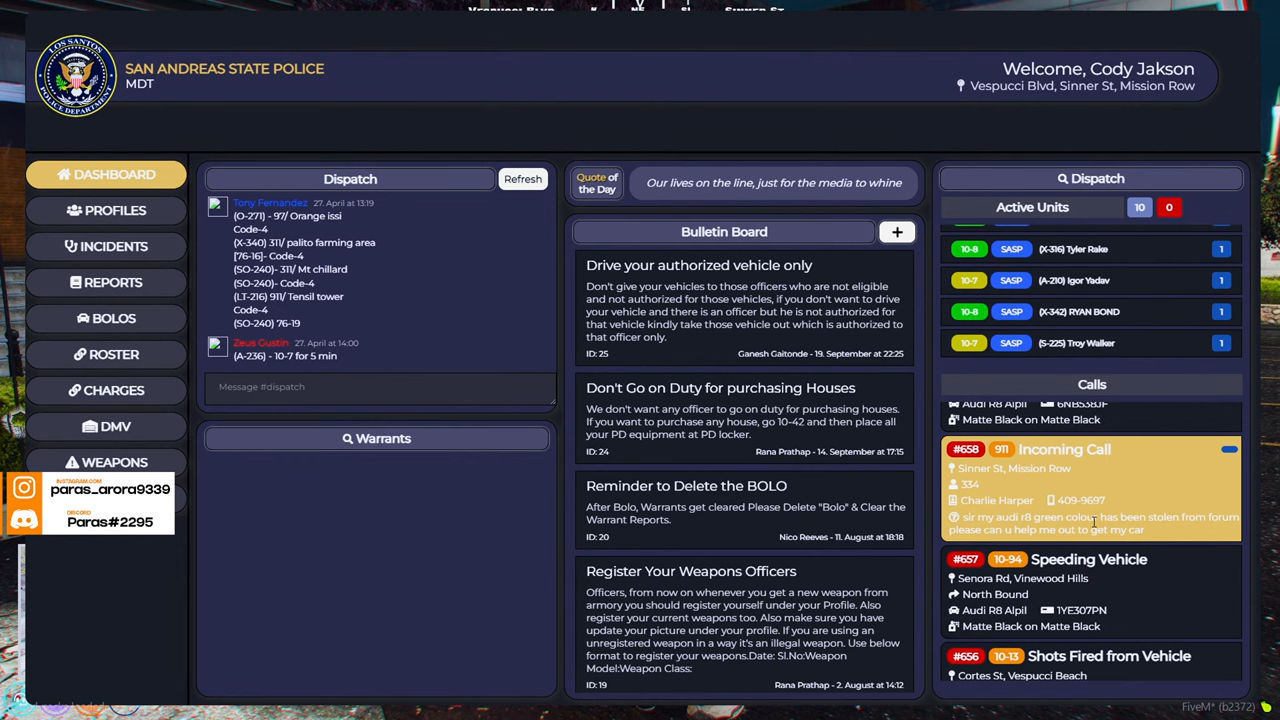 SAN ANDREAS STATE POLICE
MDT
LOS SANTOS
POLICE DEPARTMENT
Welcome, Cody Jakson
Vespucci Blvd, Sinner St, Mission Row
DASHBOARD
PROFILES
INCIDENTS
REPORTS
BOLOS
ROSTER
CHARGES
DMV
WEAPONS
INSTAGRAM.COM
paras_arora9339
DISCORD
Paras#2295
Dispatch
Refresh
Tony Fernandez 27. April at 13:19
(O-271) - 97/ Orange issi
Code-4
(X-340) 311/ palito farming area
[76-16]- Code-4
(SO-240)- 311/ Mt chillard
(SO-240)- Code-4
(LT-216) 911/ Tensil tower
Code-4
(SO-240) 76-19
Zeus Gustin 27. April at 14:00
(A-236) - 10-7 for 5 min
Message #dispatch
Warrants
Quote of
the Day
Our lives on the line, just for the media to whine
Bulletin Board
+
Drive your authorized vehicle only
Don't give your vehicles to those officers who are not eligible
and not authorized for those vehicles, if you don't want to drive
your vehicle and there is an officer but he is not authorized for
that vehicle kindly take those vehicle out which is authorized to
that officer only.
ID: 25 Ganesh Gaitonde - 19. September at 22:25
Don't Go on Duty for purchasing Houses
We don't want any officer to go on duty for purchasing houses.
If you want to purchase any house, go 10-42 and then place all
your PD equipment at PD locker.
ID: 24 Rana Prathap - 14. September at 17:15
Reminder to Delete the BOLO
After Bolo, Warrants get cleared Please Delete "Bolo" & Clear the
Warrant Reports.
ID: 20 Nico Reeves - 11. August at 18:18
Register Your Weapons Officers
Officers, from now on whenever you get a new weapon from
armory you should register yourself under your Profile. Also
register your current weapons too. Also make sure you have
update your picture under your profile. If you are using an
unregistered weapon in a way it's an illegal weapon. Use below
format to register your weapons.Date: Sl.No:Weapon
Model:Weapon Class:
ID: 19 Rana Prathap - 2. August at 14:12
Dispatch
Active Units 10 0
10-8 SASP (X-316) Tyler Rake 1
10-7 SASP (A-210) Igor Yadav 1
10-8 SASP (X-342) RYAN BOND 1
10-7 SASP (S-225) Troy Walker 1
Calls
Audi R8 Alpil 6NB538JF
Matte Black on Matte Black
#658 911 Incoming Call
Sinner St, Mission Row
334
Charlie Harper 409-9697
sir my audi r8 green colour has been stolen from forum
please can u help me out to get my car
#657 10-94 Speeding Vehicle
Senora Rd, Vinewood Hills
North Bound
Audi R8 Alpil 1YE307PN
Matte Black on Matte Black
#656 10-13 Shots Fired from Vehicle
Cortes St, Vespucci Beach
FiveM* (b2372)